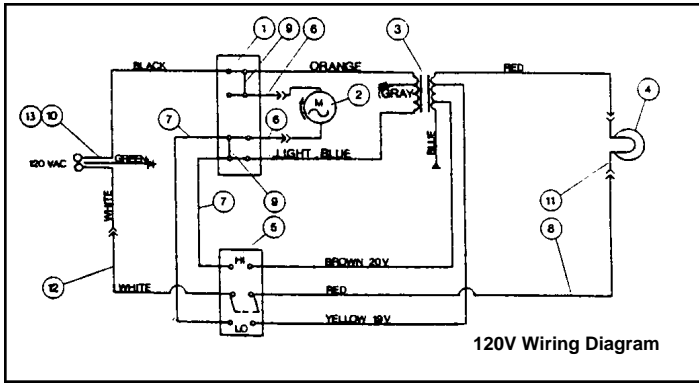 1
9
6
3
BLACK
ORANGE
RED
GRAY
M
2
4
13
10
7
6
120 VAC
GREEN
LIGHT BLUE
BLUE
WHITE
9
7
5
11
8
HI
BROWN 20V
12
WHITE
RED
LO
YELLOW 19V
120V Wiring Diagram